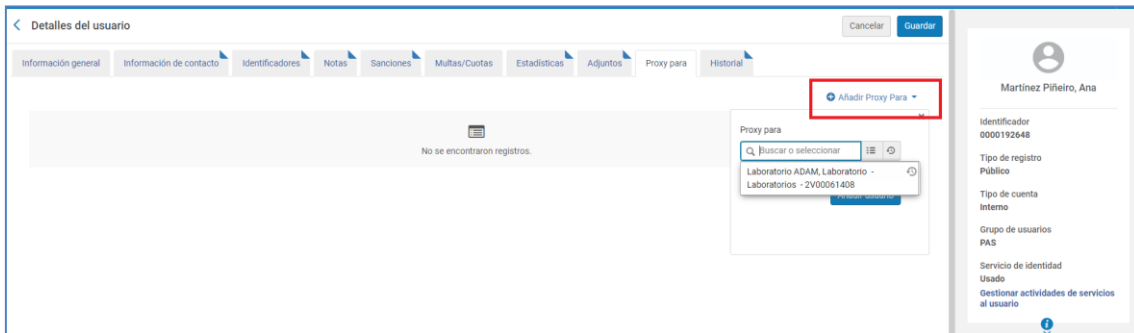 Detalles del usuario
Cancelar
Guardar
Información general
Información de contacto
Identificadores
Notas
Sanciones
Multas/Cuotas
Estadísticas
Adjuntos
Proxy para
Historial
Añadir Proxy Para
No se encontraron registros.
Proxy para
Buscar o seleccionar
Laboratorio ADAM, Laboratorio -
Laboratorios - 2V00061408
Añadir usuario
Martínez Piñeiro, Ana
Identificador
0000192648
Tipo de registro
Público
Tipo de cuenta
Interno
Grupo de usuarios
PAS
Servicio de identidad
Usado
Gestionar actividades de servicios
al usuario